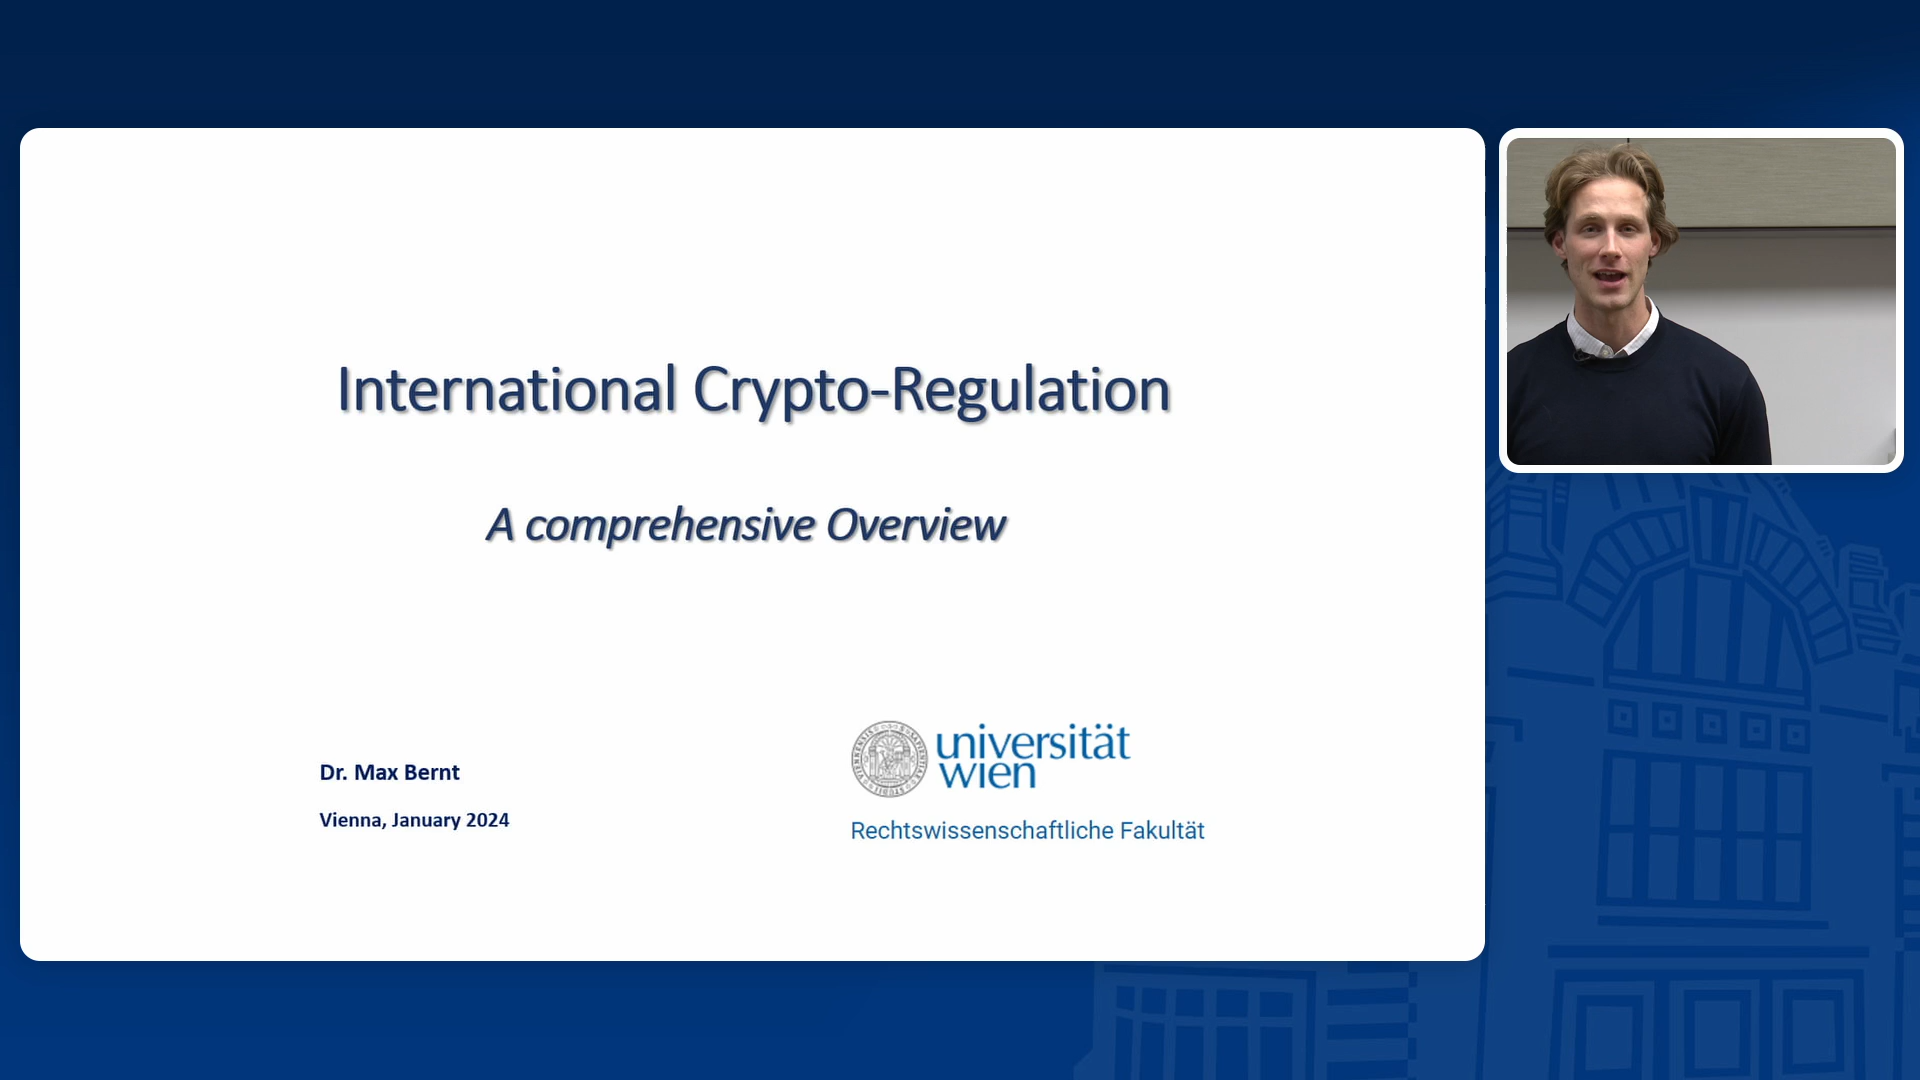 International Crypto-Regulation
A comprehensive Overview
Dr. Max Bernt
Vienna, January 2024
universität
wien
Rechtswissenschaftliche Fakultät